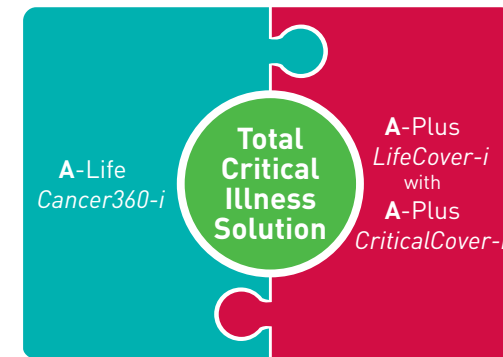 A-Life
Cancer360-i
Total
Critical
Illness
Solution
A-Plus
LifeCover-i
with
A-Plus
CriticalCover-i